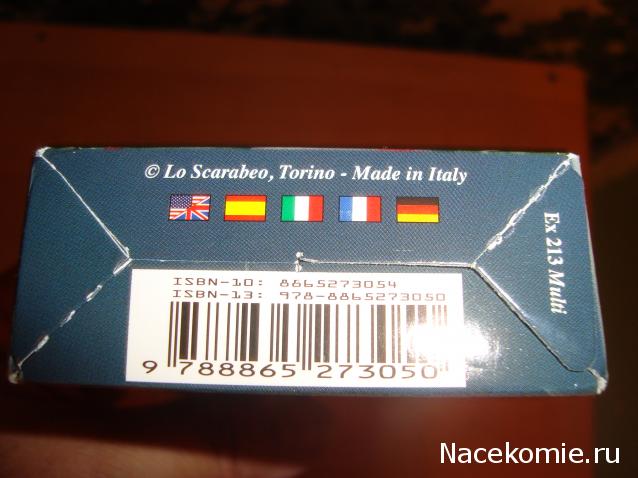 © Lo Scarabeo, Torino - Made in Italy
Ex 213 Multi
ISBN-10: 8865273054
ISBN-13: 978-8865273050
9 788865 273050
Nacekomie.ru